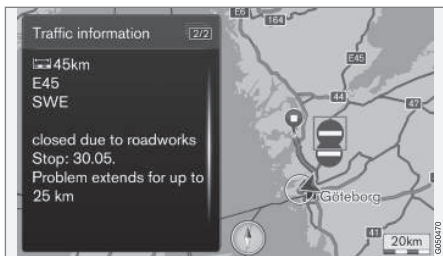 Traffic information 2/2
45km
E45
SWE
closed due to roadworks
Stop: 30.05.
Problem extends for up to
25 km
E6
164
E45
44
47
Göteborg
41
20km
G050470